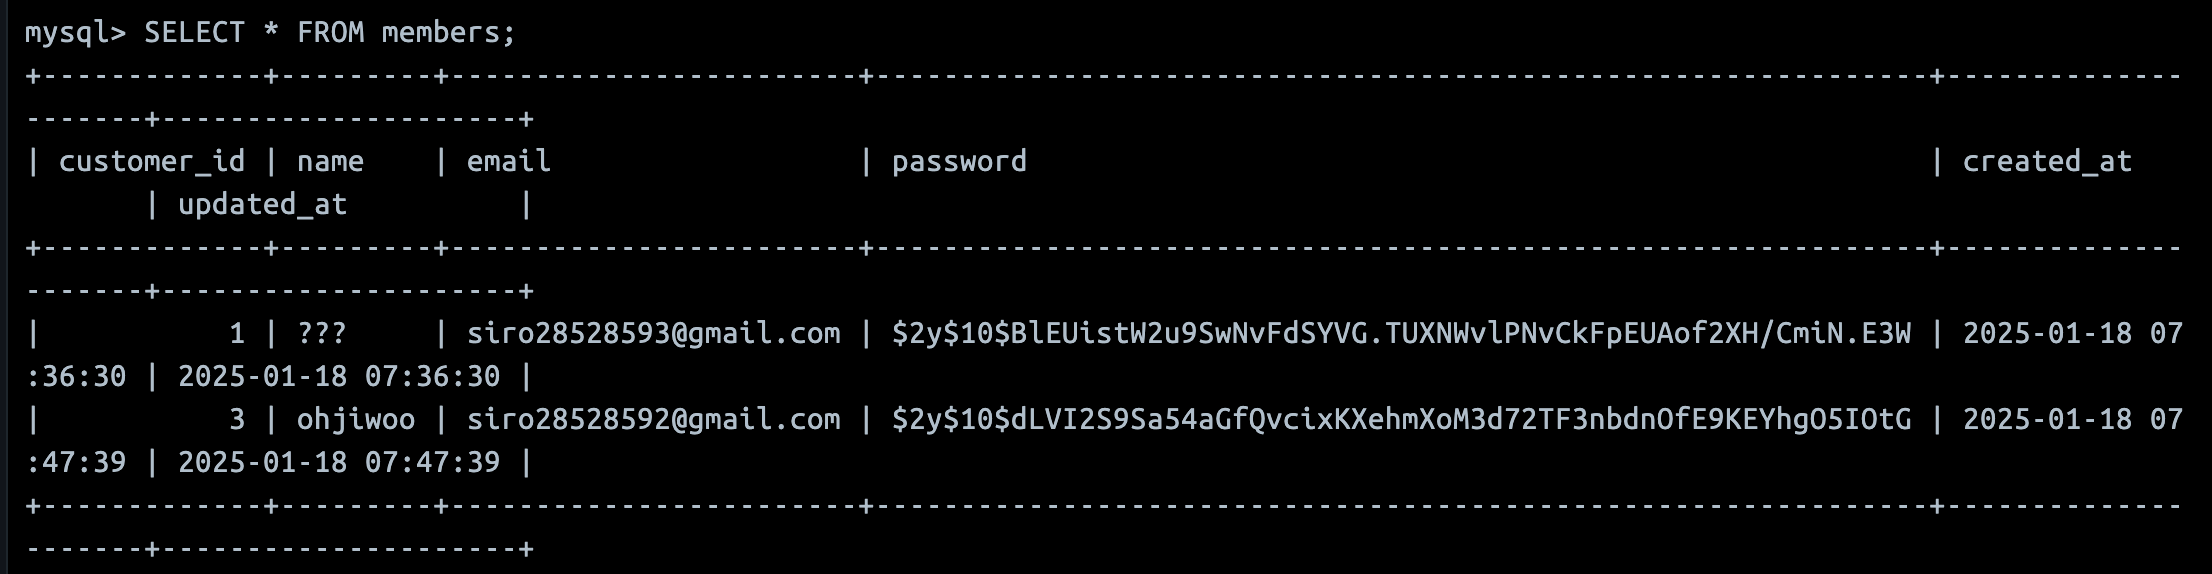 mysql> SELECT * FROM members;
+-------------+---------+------------------------+--------------------------------------------------------------+--------------
-------+---------------------+
| customer_id | name    | email                  | password                                                     | created_at
       | updated_at          |
+-------------+---------+------------------------+--------------------------------------------------------------+--------------
-------+---------------------+
|           1 | ???     | siro28528593@gmail.com | $2y$10$BlEUistW2u9SwNvFdSYVG.TUXNWvlPNvCkFpEUAof2XH/CmiN.E3W | 2025-01-18 07
:36:30 | 2025-01-18 07:36:30 |
|           3 | ohjiwoo | siro28528592@gmail.com | $2y$10$dLVI2S9Sa54aGfQvcixKXehmXoM3d72TF3nbdnOfE9KEYhgO5IOtG | 2025-01-18 07
:47:39 | 2025-01-18 07:47:39 |
+-------------+---------+------------------------+--------------------------------------------------------------+--------------
-------+---------------------+